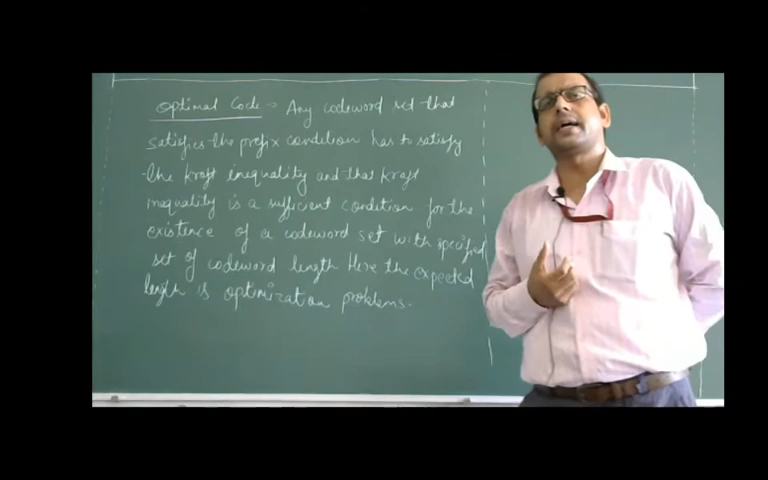 Optimal Code → Any codeword set that
satisfies the prefix condition has to satisfy
the Kraft inequality and that Kraft
inequality is a sufficient condition for the
existence of a codeword set with specified
set of codeword length Here the expected
length is optimization problems.